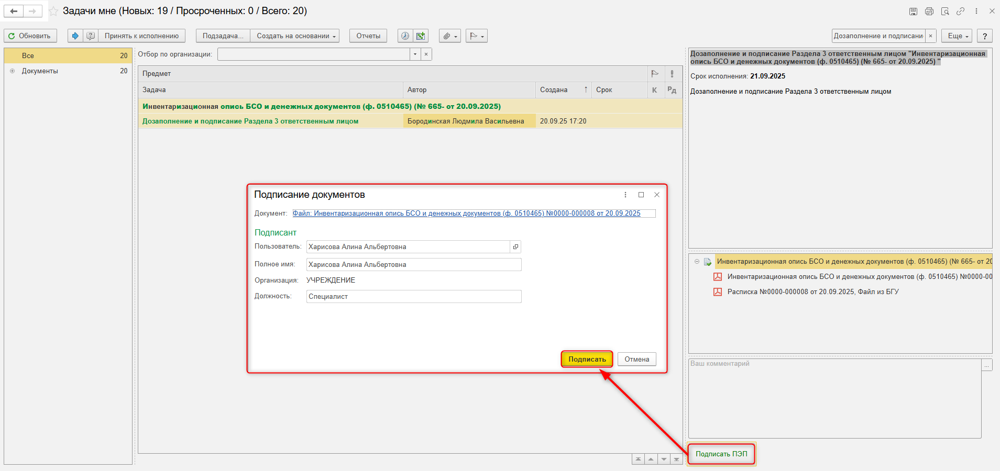 Задачи мне (Новых: 19 / Просроченных: 0 / Всего: 20)
Обновить
Принять к исполнению
Подзадача...
Создать на основании
Отчеты
Дозаполнение и подписани
×
Еще
?
Все 20
Документы 20
Отбор по организации:
Предмет
Задача Автор Создана ↑ Срок К Рд
Инвентаризационная опись БСО и денежных документов (ф. 0510465) (№ 665- от 20.09.2025)
Дозаполнение и подписание Раздела 3 ответственным лицом Бородинская Людмила Васильевна 20.09.25 17:20
Подписание документов
Документ: Файл: Инвентаризационная опись БСО и денежных документов (ф. 0510465) №0000-000008 от 20.09.2025
Подписант
Пользователь: Харисова Алина Альбертовна
Полное имя: Харисова Алина Альбертовна
Организация: УЧРЕЖДЕНИЕ
Должность: Специалист
Подписать
Отмена
Дозаполнение и подписание Раздела 3 ответственным лицом "Инвентаризационная
опись БСО и денежных документов (ф. 0510465) (№ 665- от 20.09.2025) "
Срок исполнения: 21.09.2025
Дозаполнение и подписание Раздела 3 ответственным лицом
Инвентаризационная опись БСО и денежных документов (ф. 0510465) (№ 665- от 20
Инвентаризационная опись БСО и денежных документов (ф. 0510465) №0000-00
Расписка №0000-000008 от 20.09.2025, Файл из БГУ
Ваш комментарий
...
Подписать ПЭП